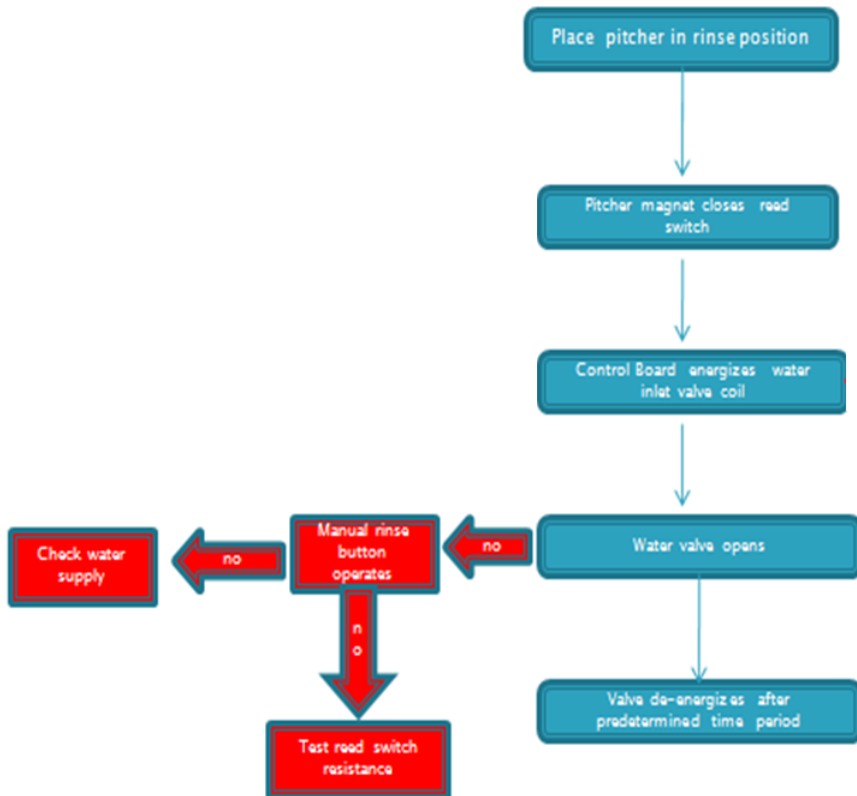 Place pitcher in rinse position
Pitcher magnet closes reed
switch
Control Board energizes water
inlet valve coil
Water valve opens
no
Manual rinse
button
operates
no
Check water
supply
n
o
Test reed switch
resistance
Valve de-energizes after
predetermined time period